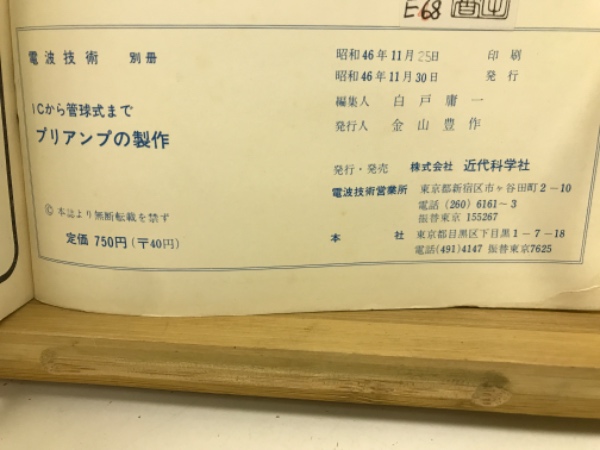 E-68
電波技術 別冊
ICから管球式まで
プリアンプの製作
© 本誌より無断転載を禁ず
定価 750円(〒40円)
昭和46年11月25日 印刷
昭和46年11月30日 発行
編集人 白戸庸一
発行人 金山豊作
発行・発売 株式会社 近代科学社
電波技術営業所 東京都新宿区市ヶ谷田町2-10
電話 (260) 6161~3
振替東京 155267
本社 東京都目黒区下目黒1-7-18
電話(491)4147 振替東京7625